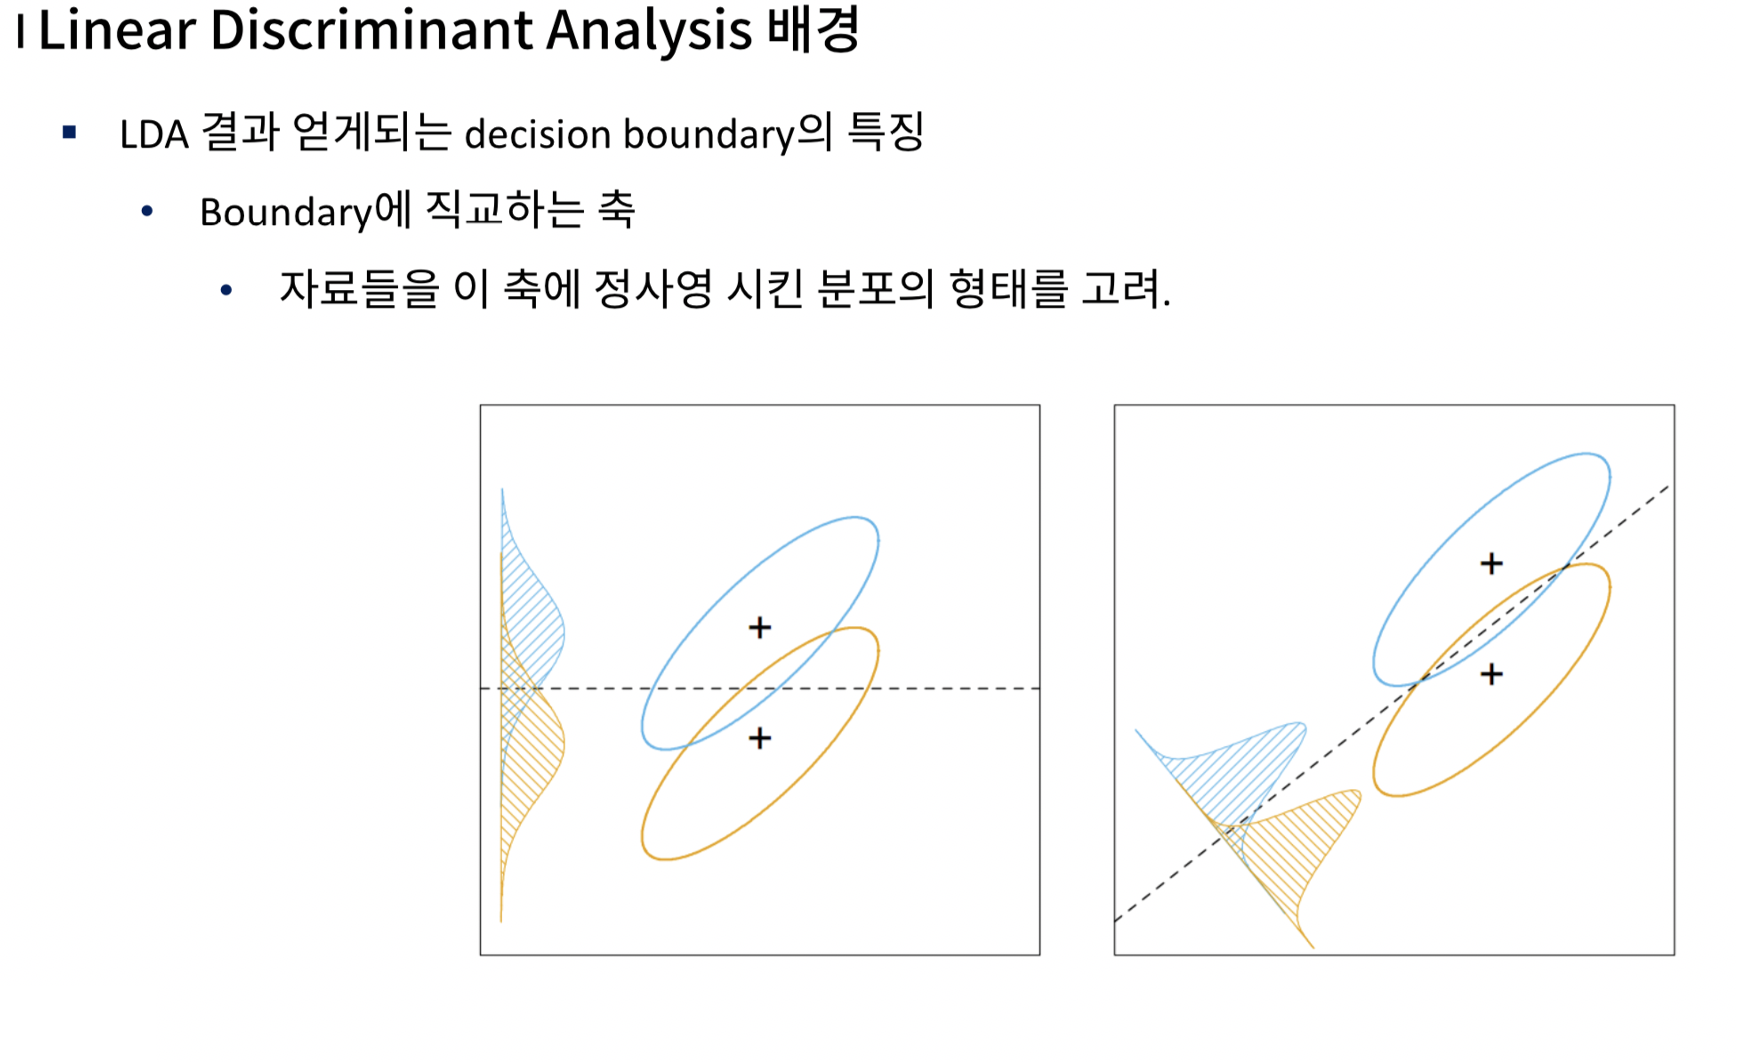 Linear Discriminant Analysis 배경
LDA 결과 얻게되는 decision boundary의 특징
Boundary에 직교하는 축
자료들을 이 축에 정사영 시킨 분포의 형태를 고려.